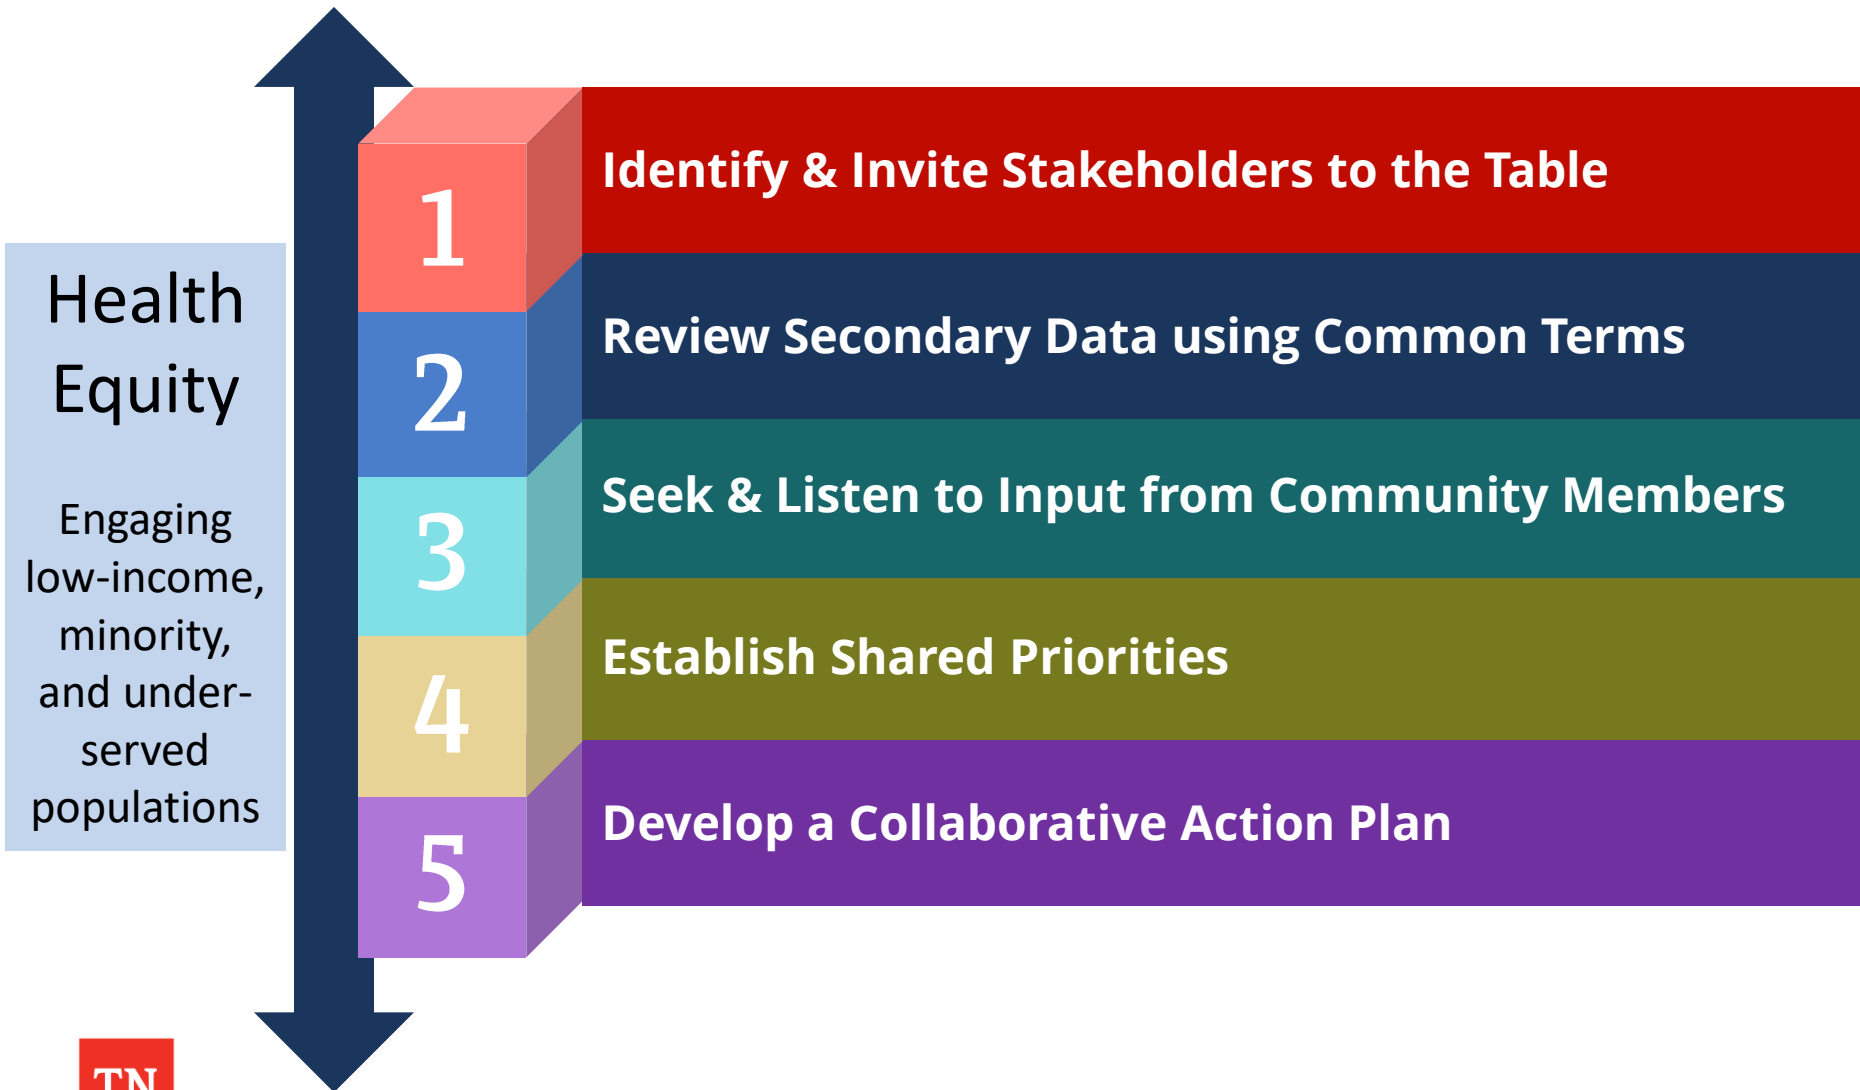 Health
Equity
Engaging
low-income,
minority,
and under-
served
populations
1
Identify & Invite Stakeholders to the Table
2
Review Secondary Data using Common Terms
3
Seek & Listen to Input from Community Members
4
Establish Shared Priorities
5
Develop a Collaborative Action Plan
TN